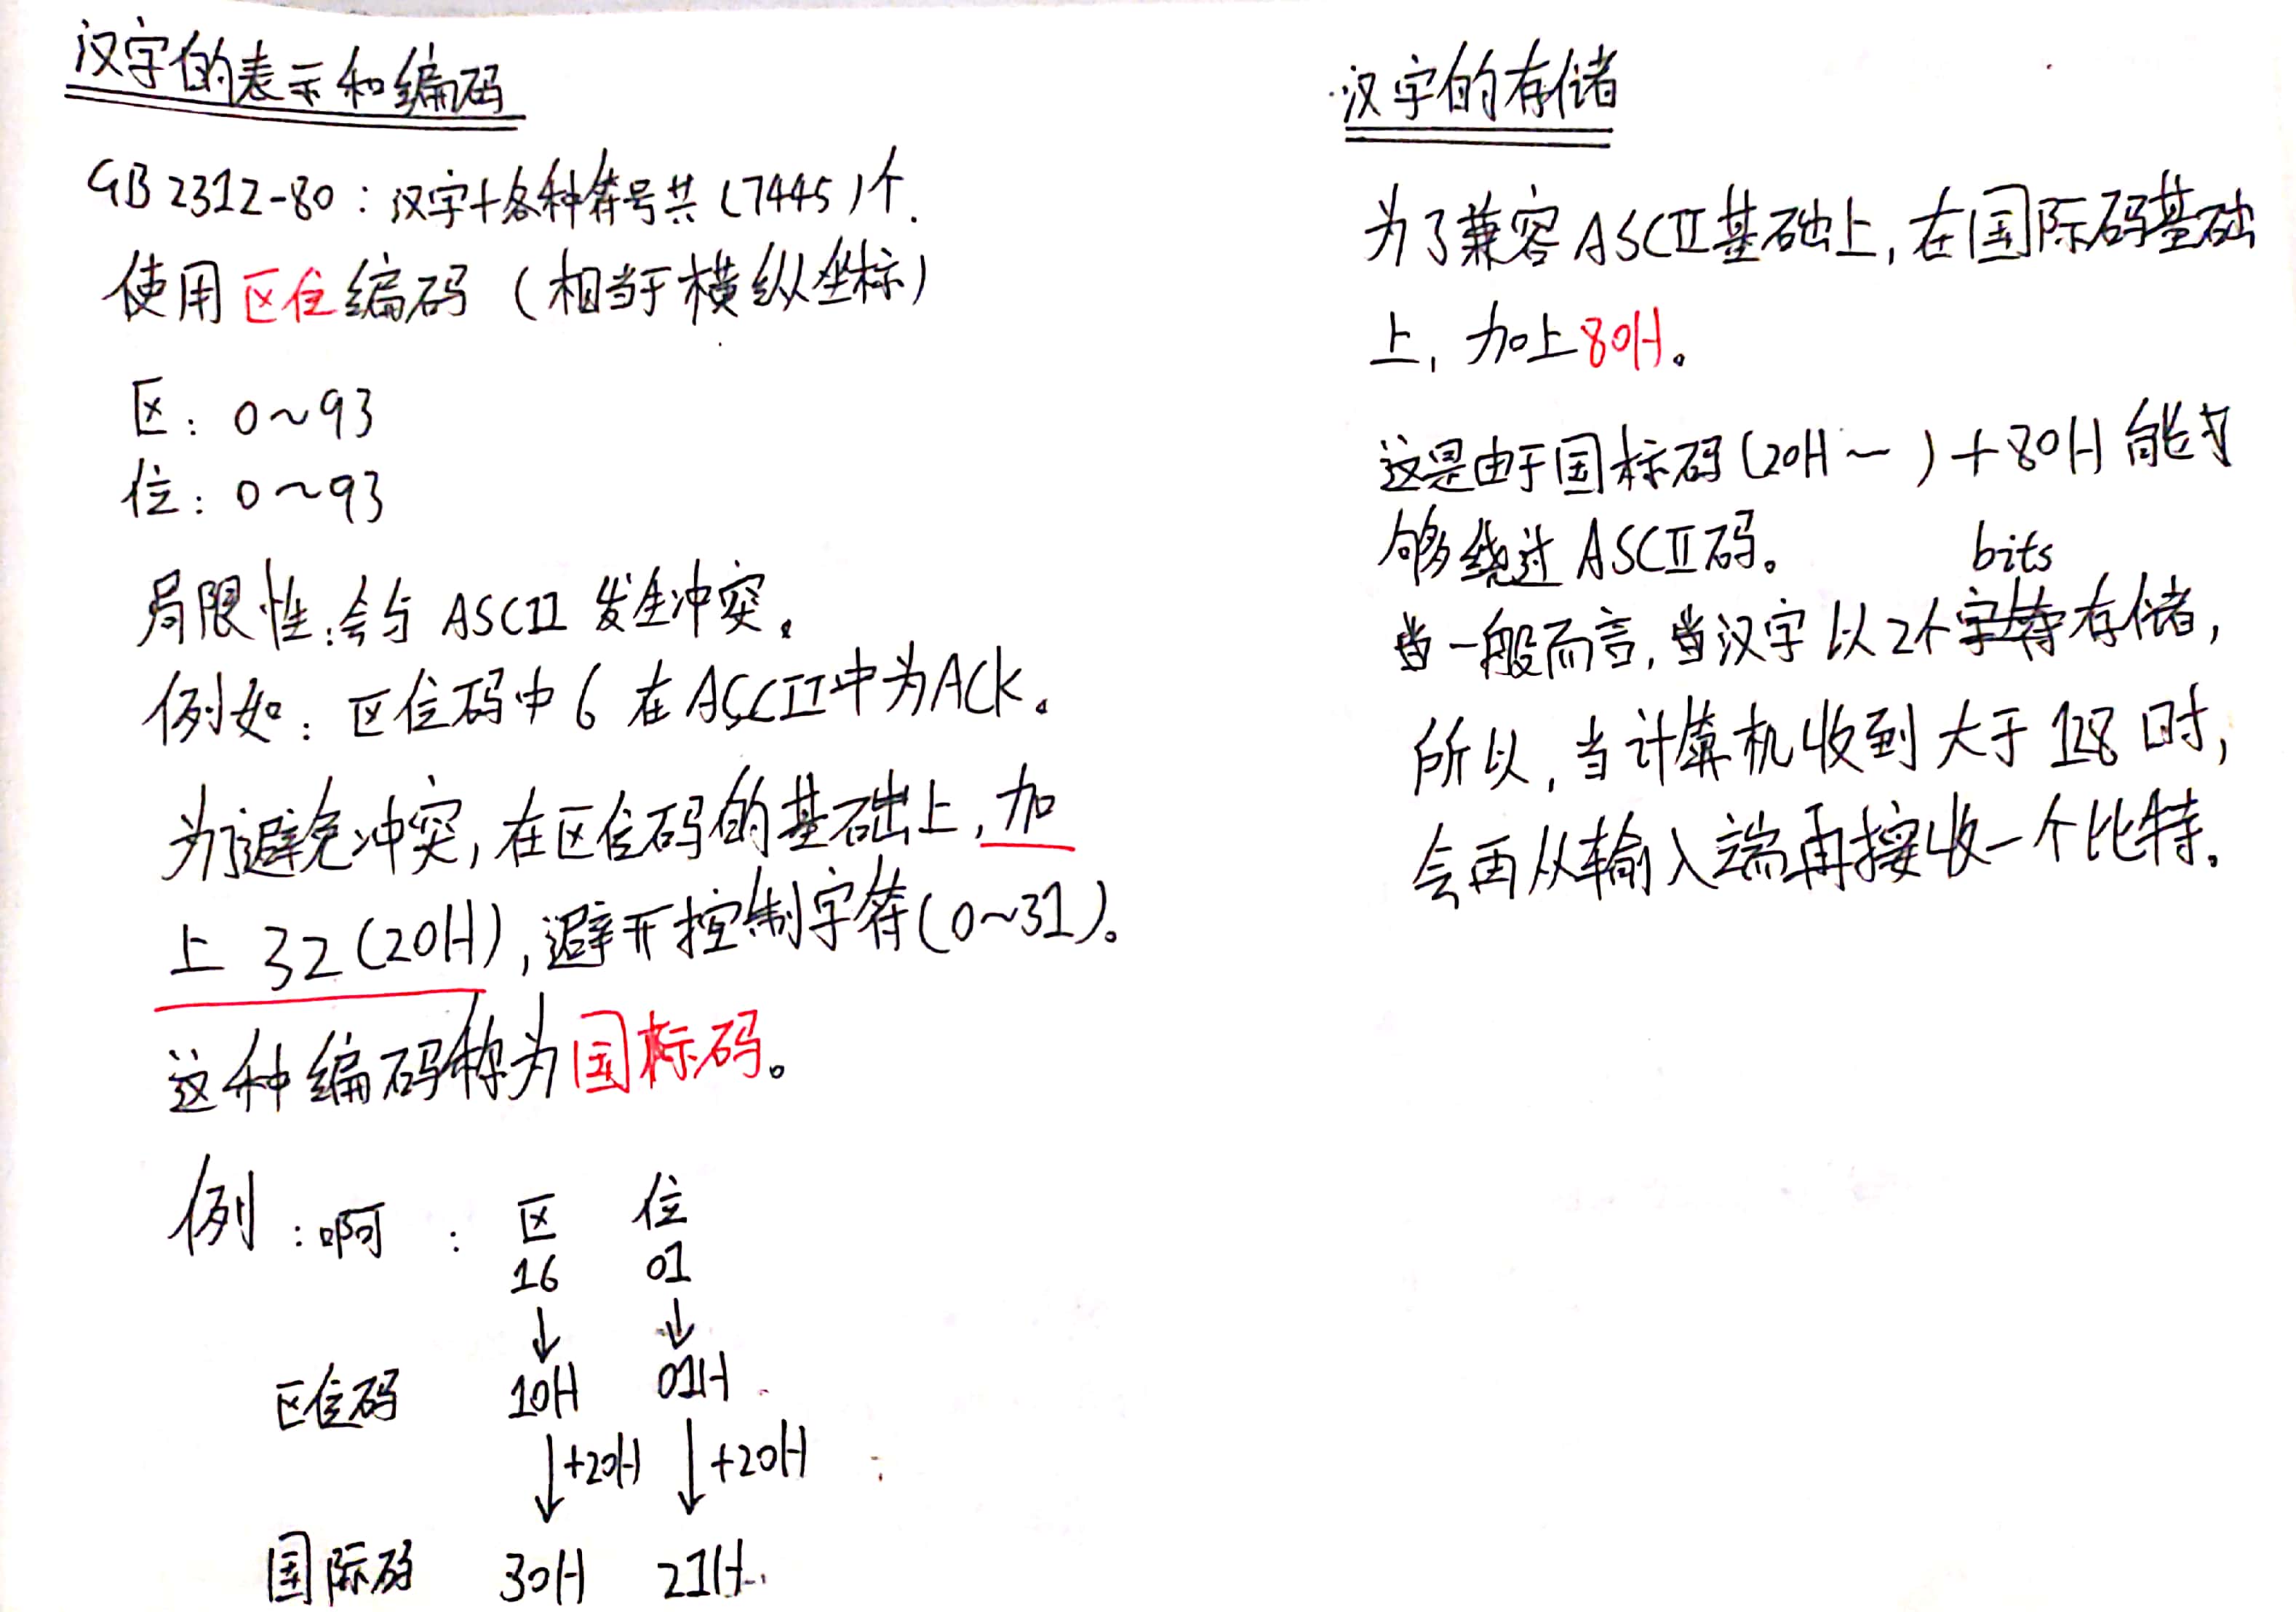 汉字的表示和编码
GB2312-80：汉字+各种符号共(7445)个.
使用区位编码（相当于横纵坐标）
区：0~93
位：0~93
局限性：会与 ASCII 发生冲突。
例如：区位码中 6 在 ASCII中为ACK。
为避免冲突，在区位码的基础上，加
上 32(20H)，避开控制字符(0~31)。
这种编码称为国标码。
例：啊：区 位
16 01
↓ ↓
区位码 10H 01H
↓+20H ↓+20H
国际码 30H 21H
汉字的存储
为了兼容ASCII基础上，在国际码基础
上，加上80H。
这是由于国标码(20H~ )+80H 能
够绕过 ASCII码。
bits
一般而言，当汉字以2个存储，
所以，当计算机收到大于128时，
会再从输入端再接收一个比特。